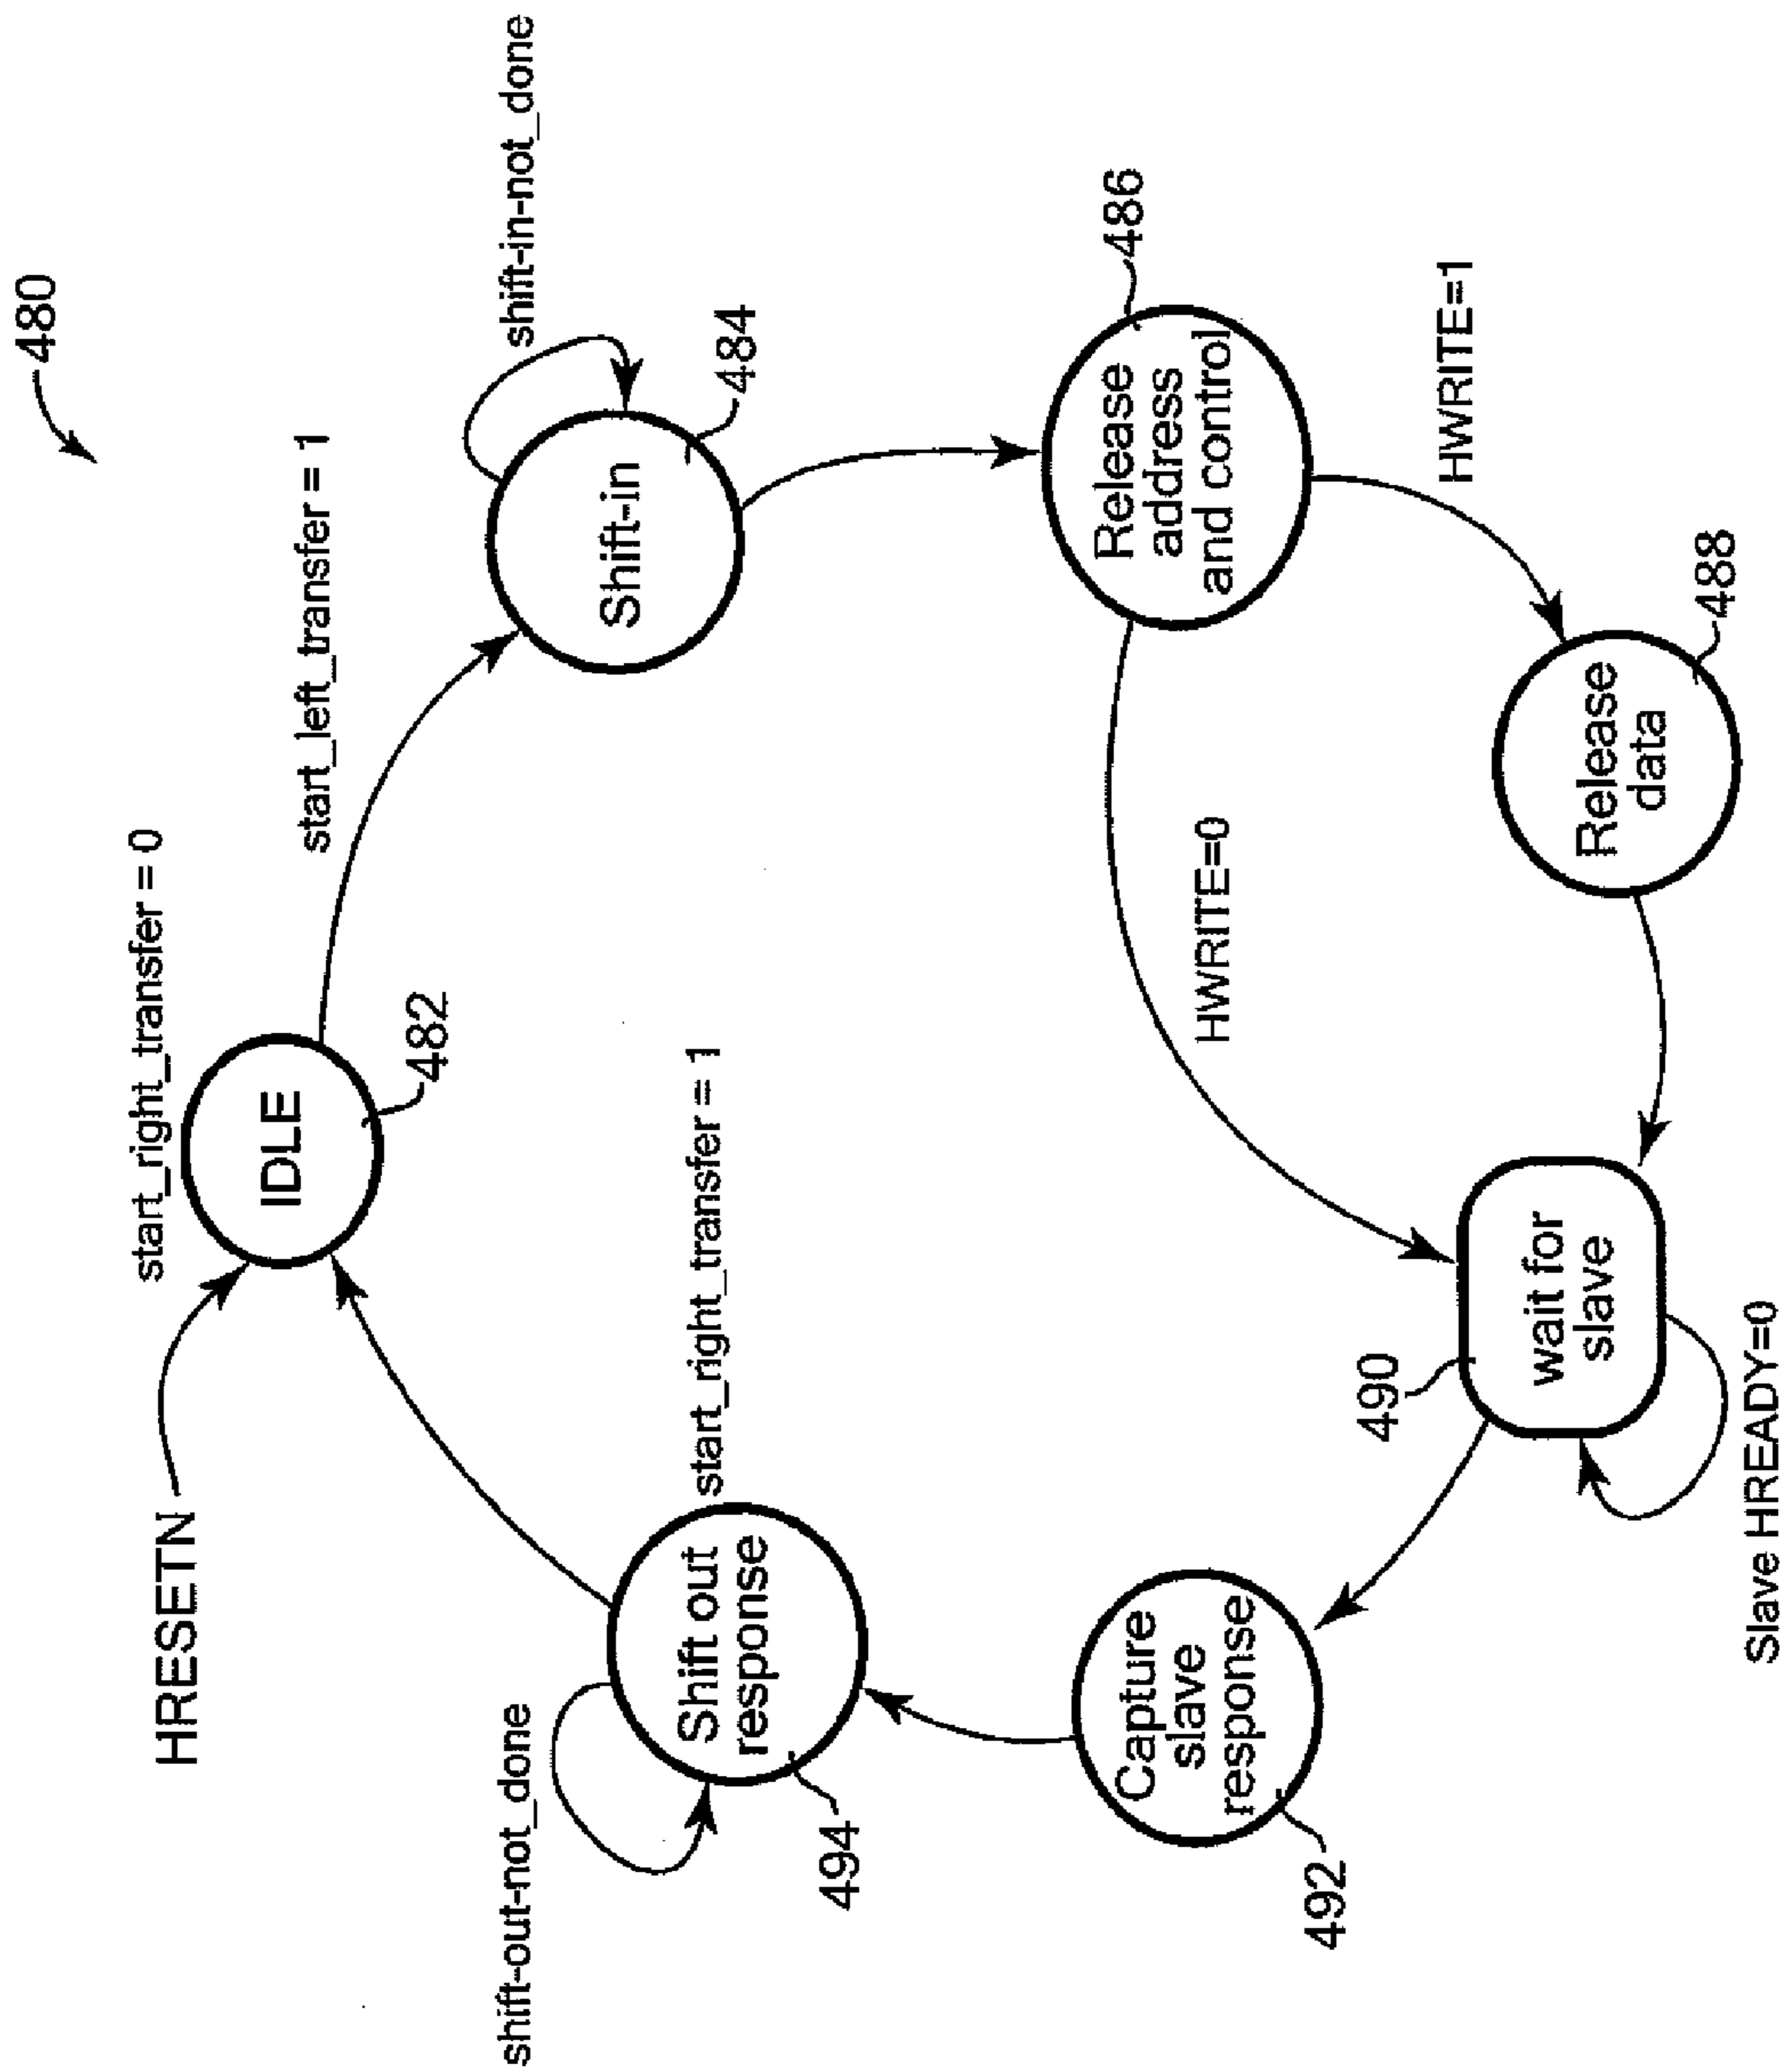 480
HRESETN
start_right_transfer = 0
IDLE
482
start_left_transfer = 1
shift-in-not_done
Shift-in
484
shift-out-not_done
Shift out
response
494
start_right_transfer = 1
Release
address
and control
486
HWRITE=0
HWRITE=1
Capture
slave
response
492
490
wait for
slave
Slave HREADY=0
Release
data
488